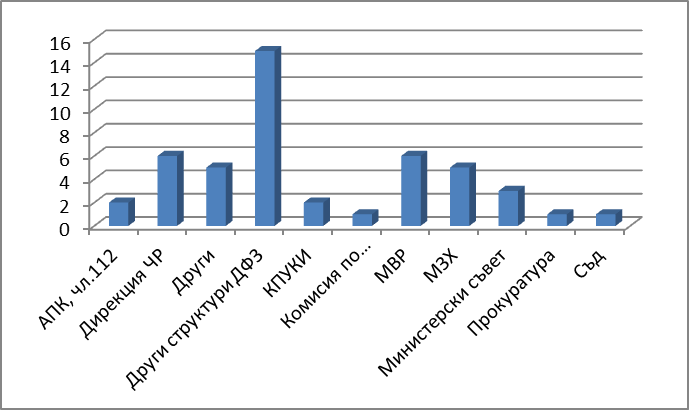 16
14
12
10
8
6
4
2
0
АПК, чл.112
Дирекция ЧР
Други
Други структури ДФЗ
КПУКИ
Комисия по...
МВР
МЗХ
Министерски съвет
Прокуратура
Съд